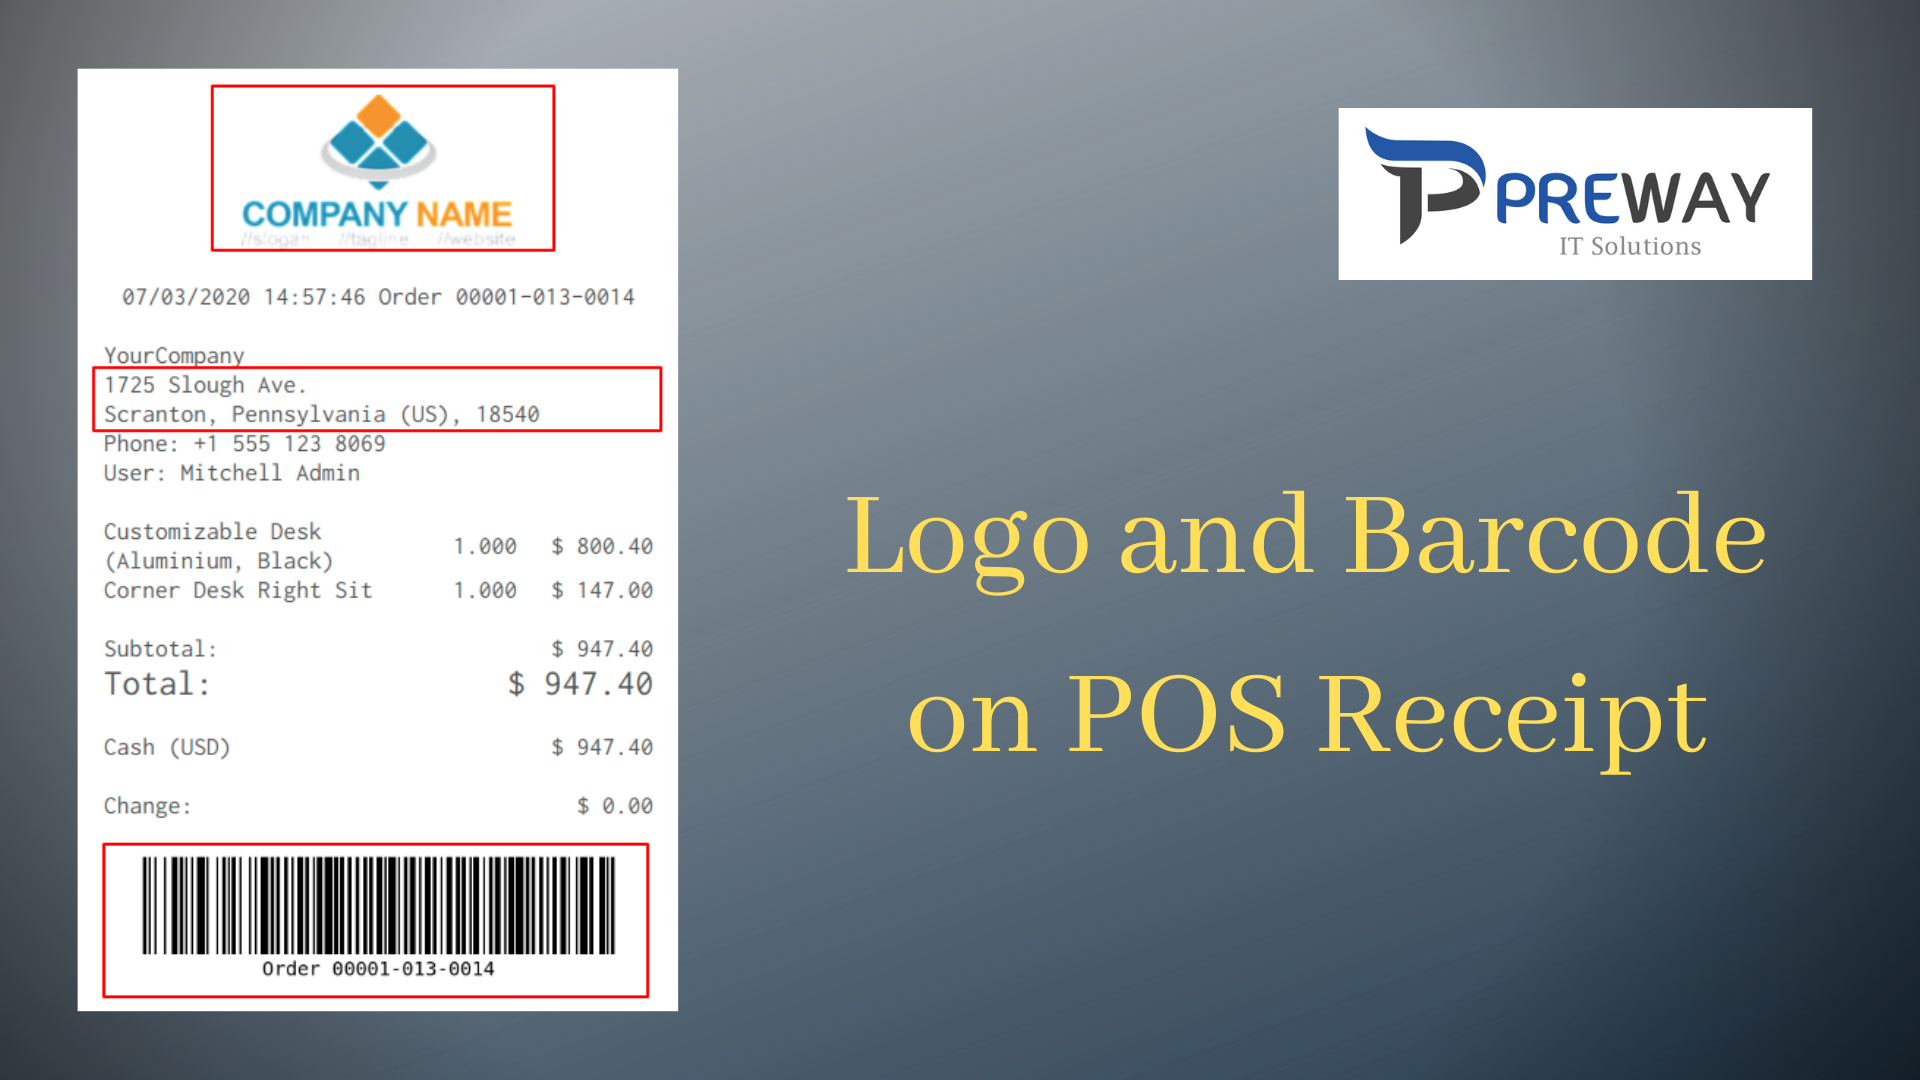 COMPANY NAME
//slogan //tagline //website
07/03/2020 14:57:46 Order 00001-013-0014
YourCompany
1725 Slough Ave.
Scranton, Pennsylvania (US), 18540
Phone: +1 555 123 8069
User: Mitchell Admin
Customizable Desk
(Aluminium, Black) 1.000 $ 800.40
Corner Desk Right Sit 1.000 $ 147.00
Subtotal: $ 947.40
Total: $ 947.40
Cash (USD) $ 947.40
Change: $ 0.00
Order 00001-013-0014
PREWAY
IT Solutions
Logo and Barcode
on POS Receipt